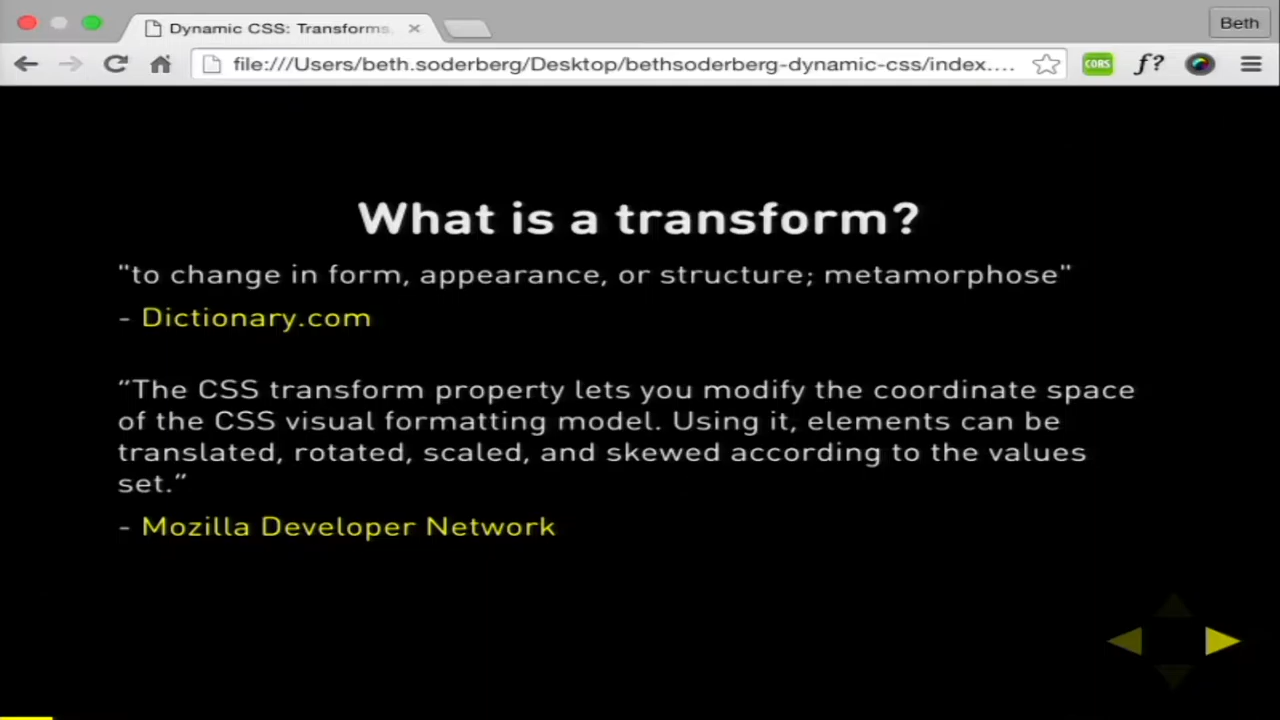 Dynamic CSS: Transforms,
Beth
file:///Users/beth.soderberg/Desktop/bethsoderberg-dynamic-css/index....
CORS
f?
What is a transform?
"to change in form, appearance, or structure; metamorphose"
- Dictionary.com
“The CSS transform property lets you modify the coordinate space
of the CSS visual formatting model. Using it, elements can be
translated, rotated, scaled, and skewed according to the values
set.”
- Mozilla Developer Network